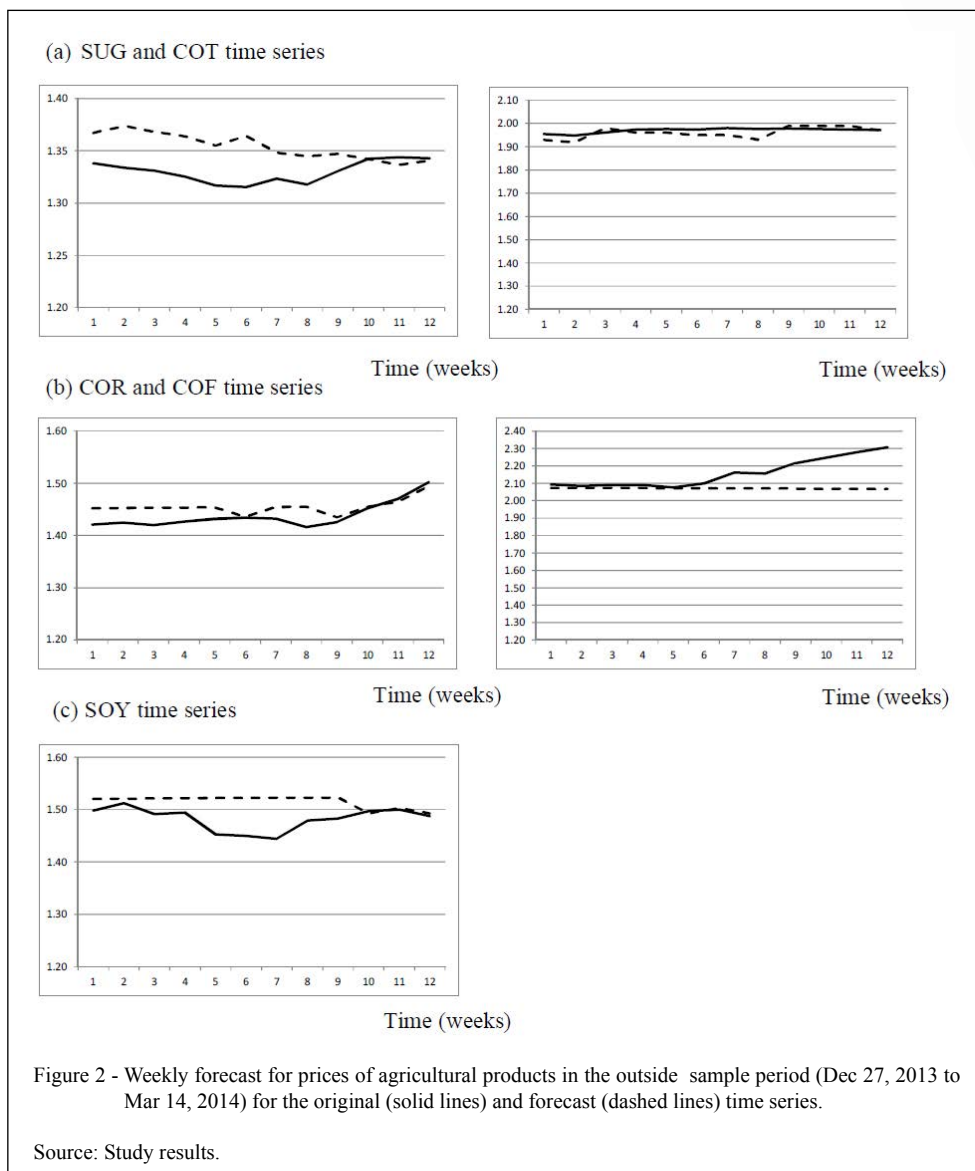 (a) SUG and COT time series
1.40
1.35
1.30
1.25
1.20
1 2 3 4 5 6 7 8 9 10 11 12
Time (weeks)
2.10
2.00
1.90
1.80
1.70
1.60
1.50
1.40
1.30
1.20
1 2 3 4 5 6 7 8 9 10 11 12
Time (weeks)
(b) COR and COF time series
1.60
1.50
1.40
1.30
1.20
1 2 3 4 5 6 7 8 9 10 11 12
Time (weeks)
2.40
2.30
2.20
2.10
2.00
1.90
1.80
1.70
1.60
1.50
1.40
1.30
1.20
1 2 3 4 5 6 7 8 9 10 11 12
Time (weeks)
(c) SOY time series
1.60
1.50
1.40
1.30
1.20
1 2 3 4 5 6 7 8 9 10 11 12
Time (weeks)
Figure 2 - Weekly forecast for prices of agricultural products in the outside sample period (Dec 27, 2013 to
Mar 14, 2014) for the original (solid lines) and forecast (dashed lines) time series.
Source: Study results.